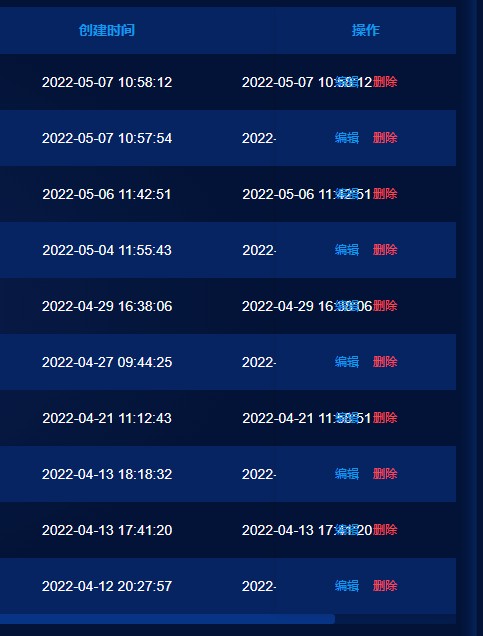 创建时间 操作
2022-05-07 10:58:12 2022-05-07 10:58:12 编辑 删除
2022-05-07 10:57:54 2022- 编辑 删除
2022-05-06 11:42:51 2022-05-06 11:42:51 编辑 删除
2022-05-04 11:55:43 2022- 编辑 删除
2022-04-29 16:38:06 2022-04-29 16:38:06 编辑 删除
2022-04-27 09:44:25 2022- 编辑 删除
2022-04-21 11:12:43 2022-04-21 编辑 删除
2022-04-13 18:18:32 2022- 编辑 删除
2022-04-13 17:41:20 2022-04-13 17:41:20 编辑 删除
2022-04-12 20:27:57 2022- 编辑 删除